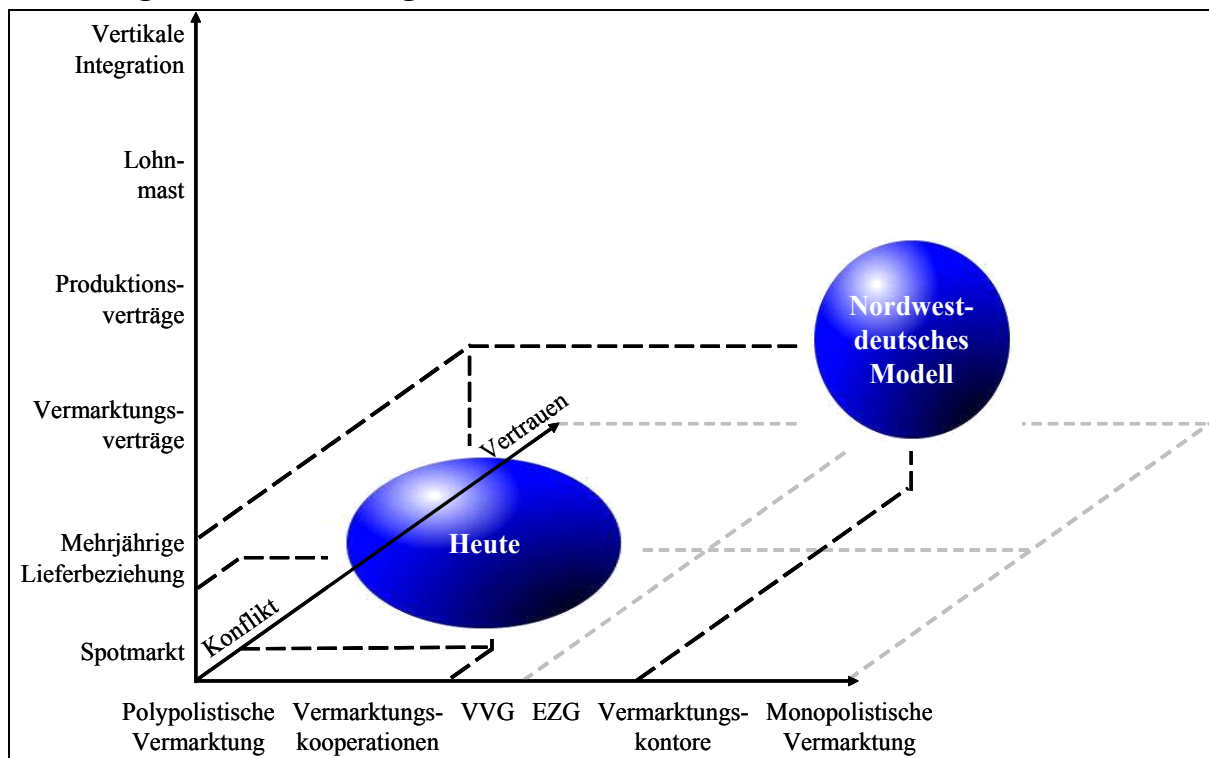 Vertikale
Integration
Lohn-
mast
Produktions-
verträge
Nordwest-
deutsches
Modell
Vermarktungs-
verträge
Vertrauen
Mehrjährige
Lieferbeziehung
Heute
Konflikt
Spotmarkt
Polypolistische
Vermarktung
Vermarktungs-
kooperationen
VVG
EZG
Vermarktungs-
kontore
Monopolistische
Vermarktung